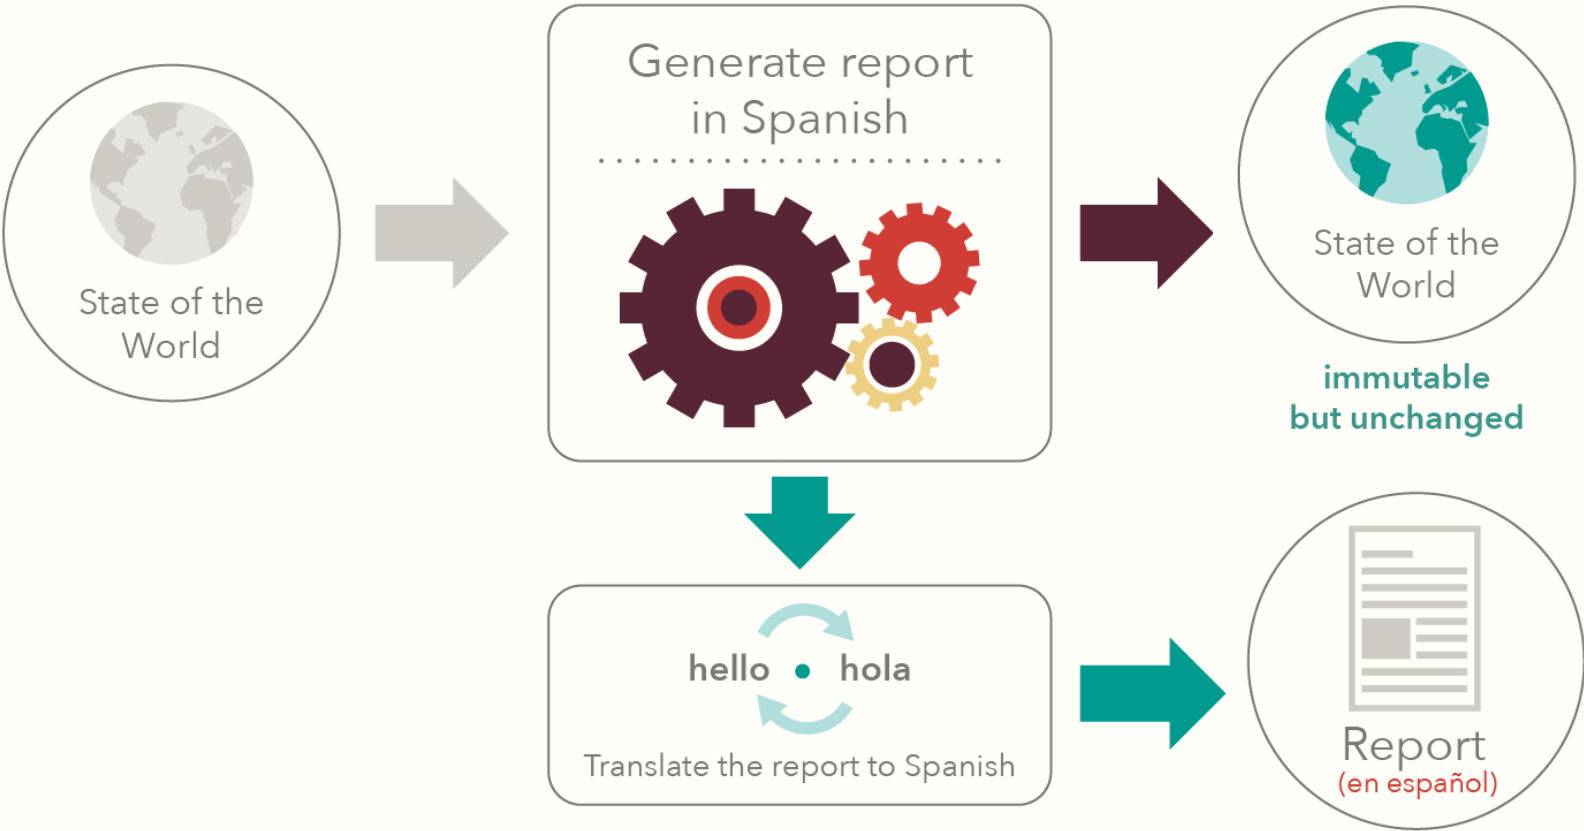 State of the
World
Generate report
in Spanish
State of the
World
immutable
but unchanged
hello • hola
Translate the report to Spanish
Report
(en español)